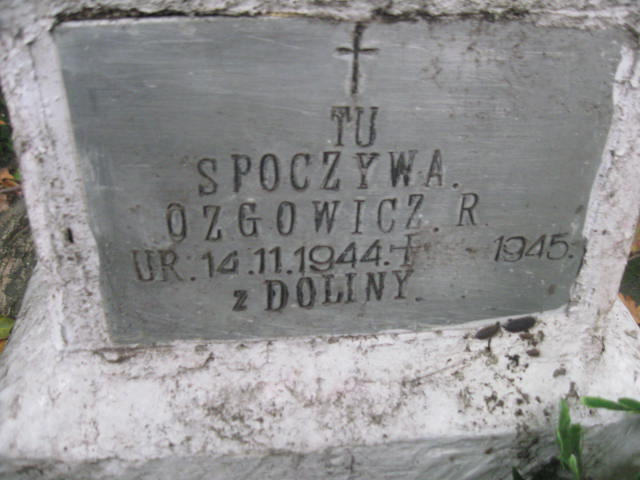 TU
SPOCZYWA.
OZGOWICZ. R
UR. 14.11.1944. † 1945.
z DOLINY.